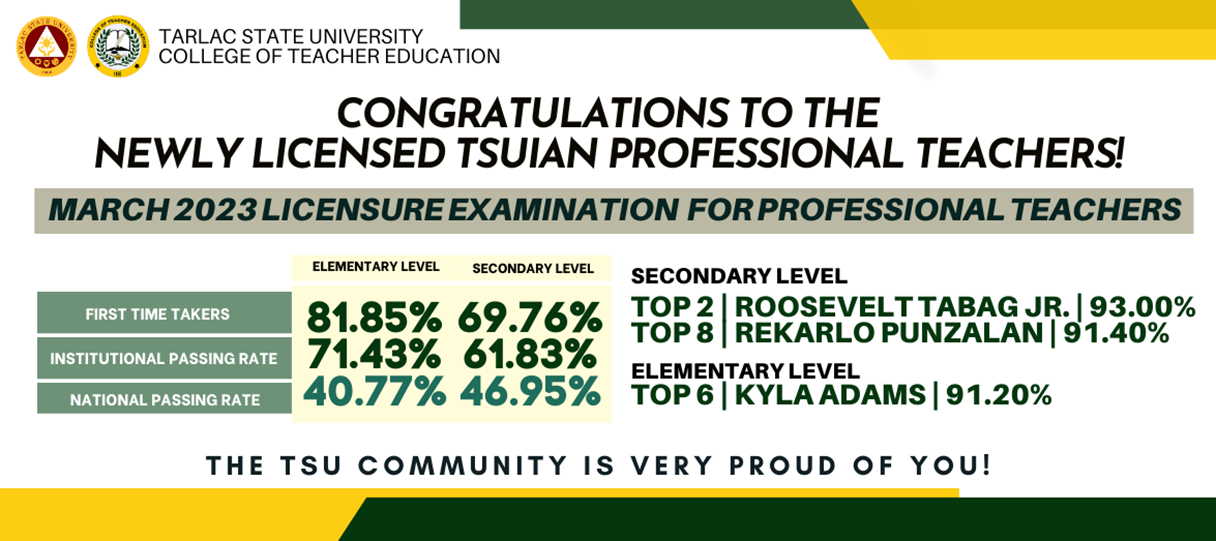 TARLAC STATE UNIVERSITY
COLLEGE OF TEACHER EDUCATION
CONGRATULATIONS TO THE
NEWLY LICENSED TSUIAN PROFESSIONAL TEACHERS!
MARCH 2023 LICENSURE EXAMINATION FOR PROFESSIONAL TEACHERS
ELEMENTARY LEVEL SECONDARY LEVEL
FIRST TIME TAKERS 81.85% 69.76%
INSTITUTIONAL PASSING RATE 71.43% 61.83%
NATIONAL PASSING RATE 40.77% 46.95%
SECONDARY LEVEL
TOP 2 | ROOSEVELT TABAG JR. | 93.00%
TOP 8 | REKARLO PUNZALAN | 91.40%
ELEMENTARY LEVEL
TOP 6 | KYLA ADAMS | 91.20%
THE TSU COMMUNITY IS VERY PROUD OF YOU!